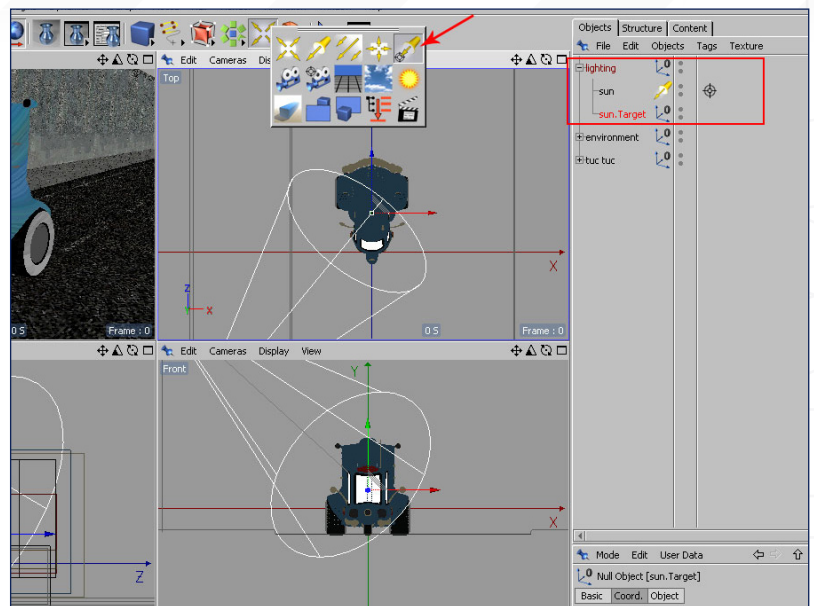 Objects Structure Content
File Edit Objects Tags Texture
lighting
sun
sun.Target
environment
tuc tuc
Edit Cameras
Top
Z
X
X
0 S
Frame : 0
0 S
Frame : 0
Edit Cameras Display View
Front
Y
X
Z
Mode Edit User Data
Null Object [sun.Target]
Basic Coord. Object